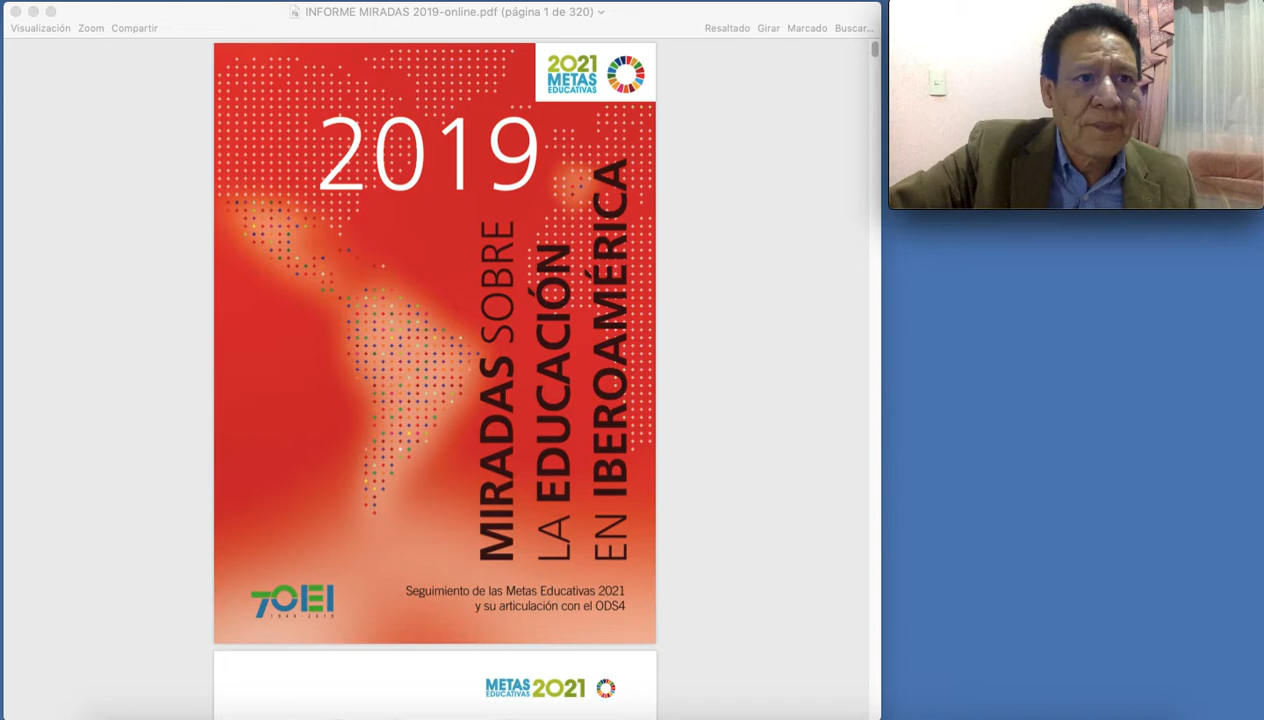 INFORME MIRADAS 2019-online.pdf (página 1 de 320)
Visualización Zoom Compartir Resaltado Girar Marcado Buscar...
2021
METAS
EDUCATIVAS
2019
MIRADAS SOBRE
LA EDUCACIÓN
EN IBEROAMÉRICA
Seguimiento de las Metas Educativas 2021
y su articulación con el ODS4
70EI
1949-2019
METAS
EDUCATIVAS
2021